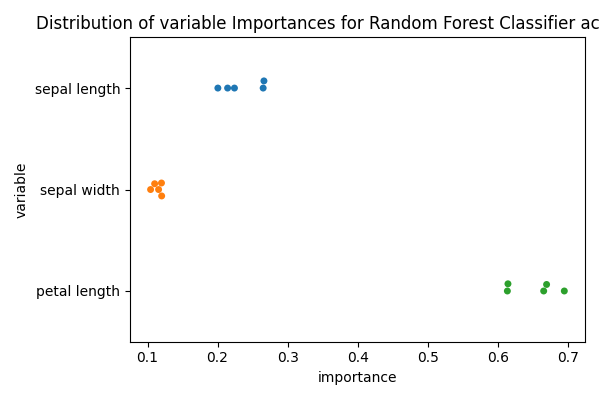 Distribution of variable Importances for Random Forest Classifier ac
sepal length
sepal width
petal length
variable
0.1 0.2 0.3 0.4 0.5 0.6 0.7
importance